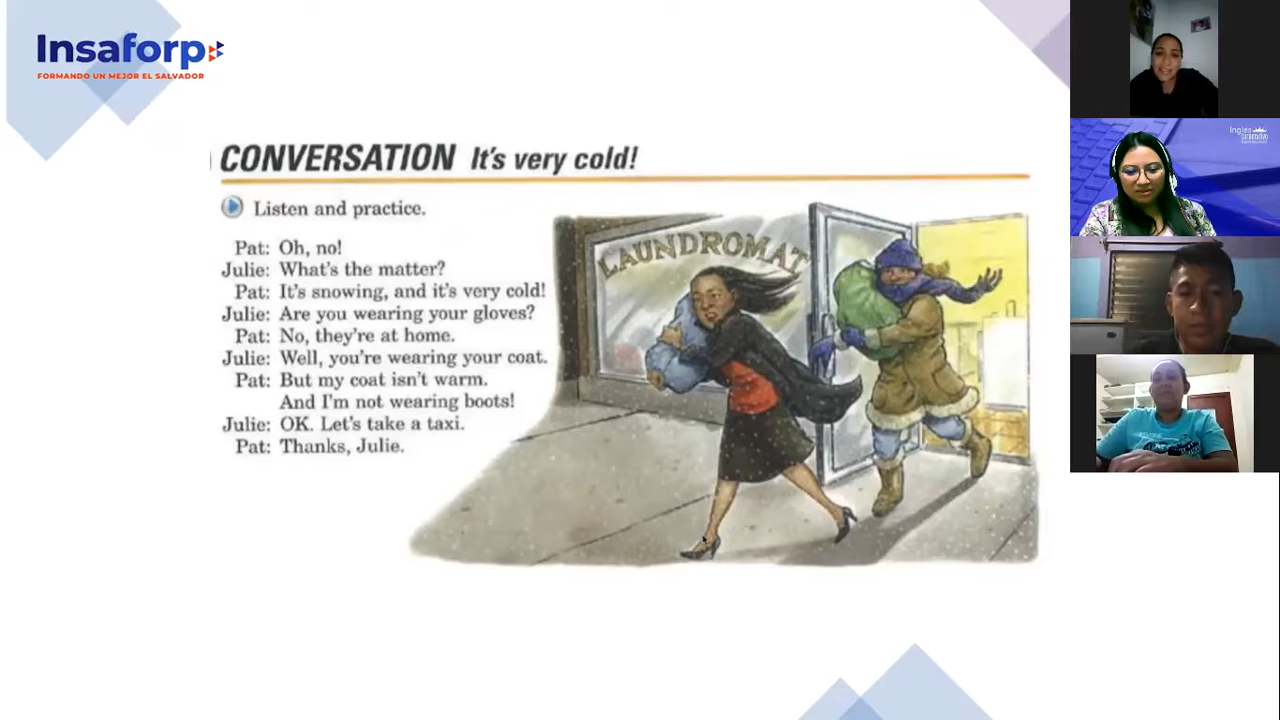 Insaforp
FORMANDO UN MEJOR EL SALVADOR
CONVERSATION It's very cold!
Listen and practice.
Pat: Oh, no!
Julie: What's the matter?
Pat: It's snowing, and it's very cold!
Julie: Are you wearing your gloves?
Pat: No, they're at home.
Julie: Well, you're wearing your coat.
Pat: But my coat isn't warm.
And I'm not wearing boots!
Julie: OK. Let's take a taxi.
Pat: Thanks, Julie.
LAUNDROMAT
Inglés